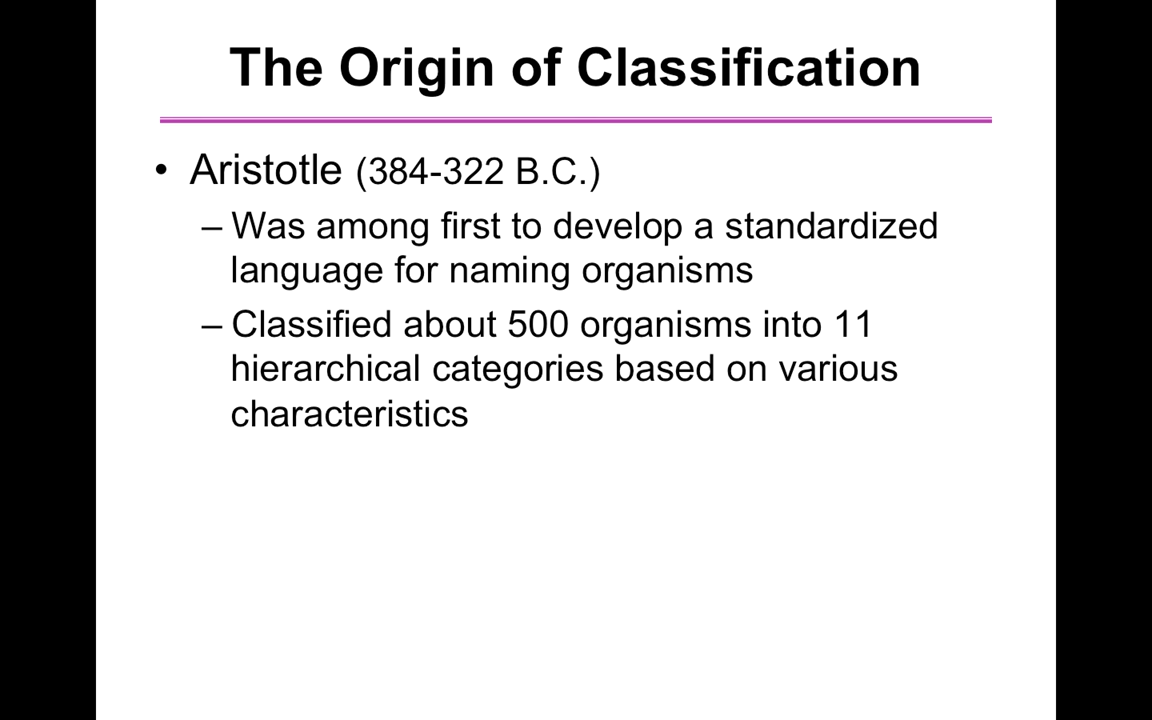 The Origin of Classification
• Aristotle (384-322 B.C.)
– Was among first to develop a standardized
language for naming organisms
– Classified about 500 organisms into 11
hierarchical categories based on various
characteristics